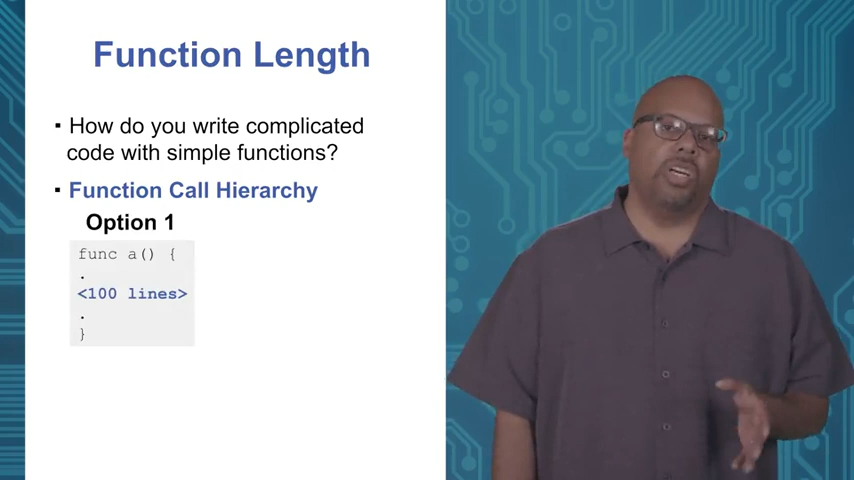 Function Length
▪ How do you write complicated
code with simple functions?
▪ Function Call Hierarchy
Option 1
func a() {
.
<100 lines>
.
}